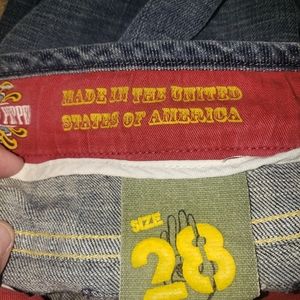 MADE IN THE UNITED
STATES OF AMERICA
SIZE
28